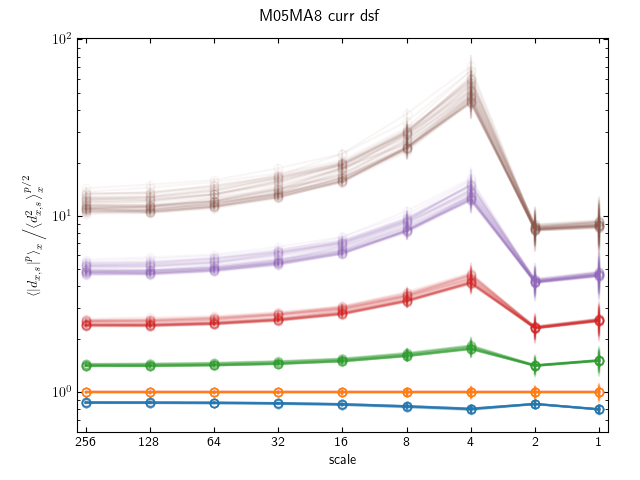 M05MA8 curr dsf
10²
10¹
10⁰
⟨|d_{x,s}|^p⟩_x / ⟨d²_{x,s}⟩_x^{p/2}
256 128 64 32 16 8 4 2 1
scale